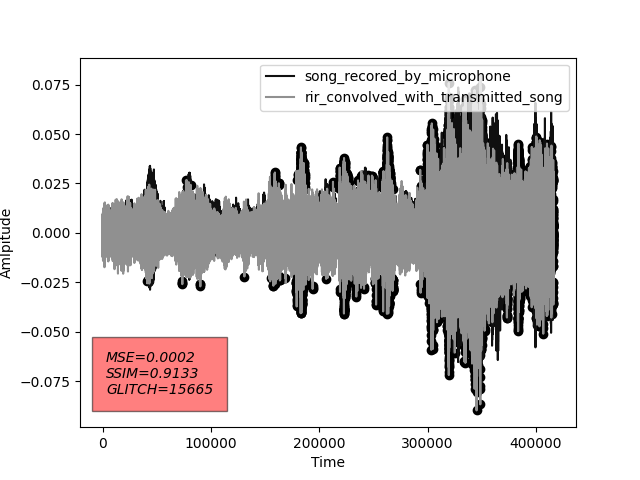 song_recored_by_microphone
rir_convolved_with_transmitted_song
0.075
0.050
0.025
0.000
−0.025
−0.050
−0.075
Amlpitude
MSE=0.0002
SSIM=0.9133
GLITCH=15665
0 100000 200000 300000 400000
Time